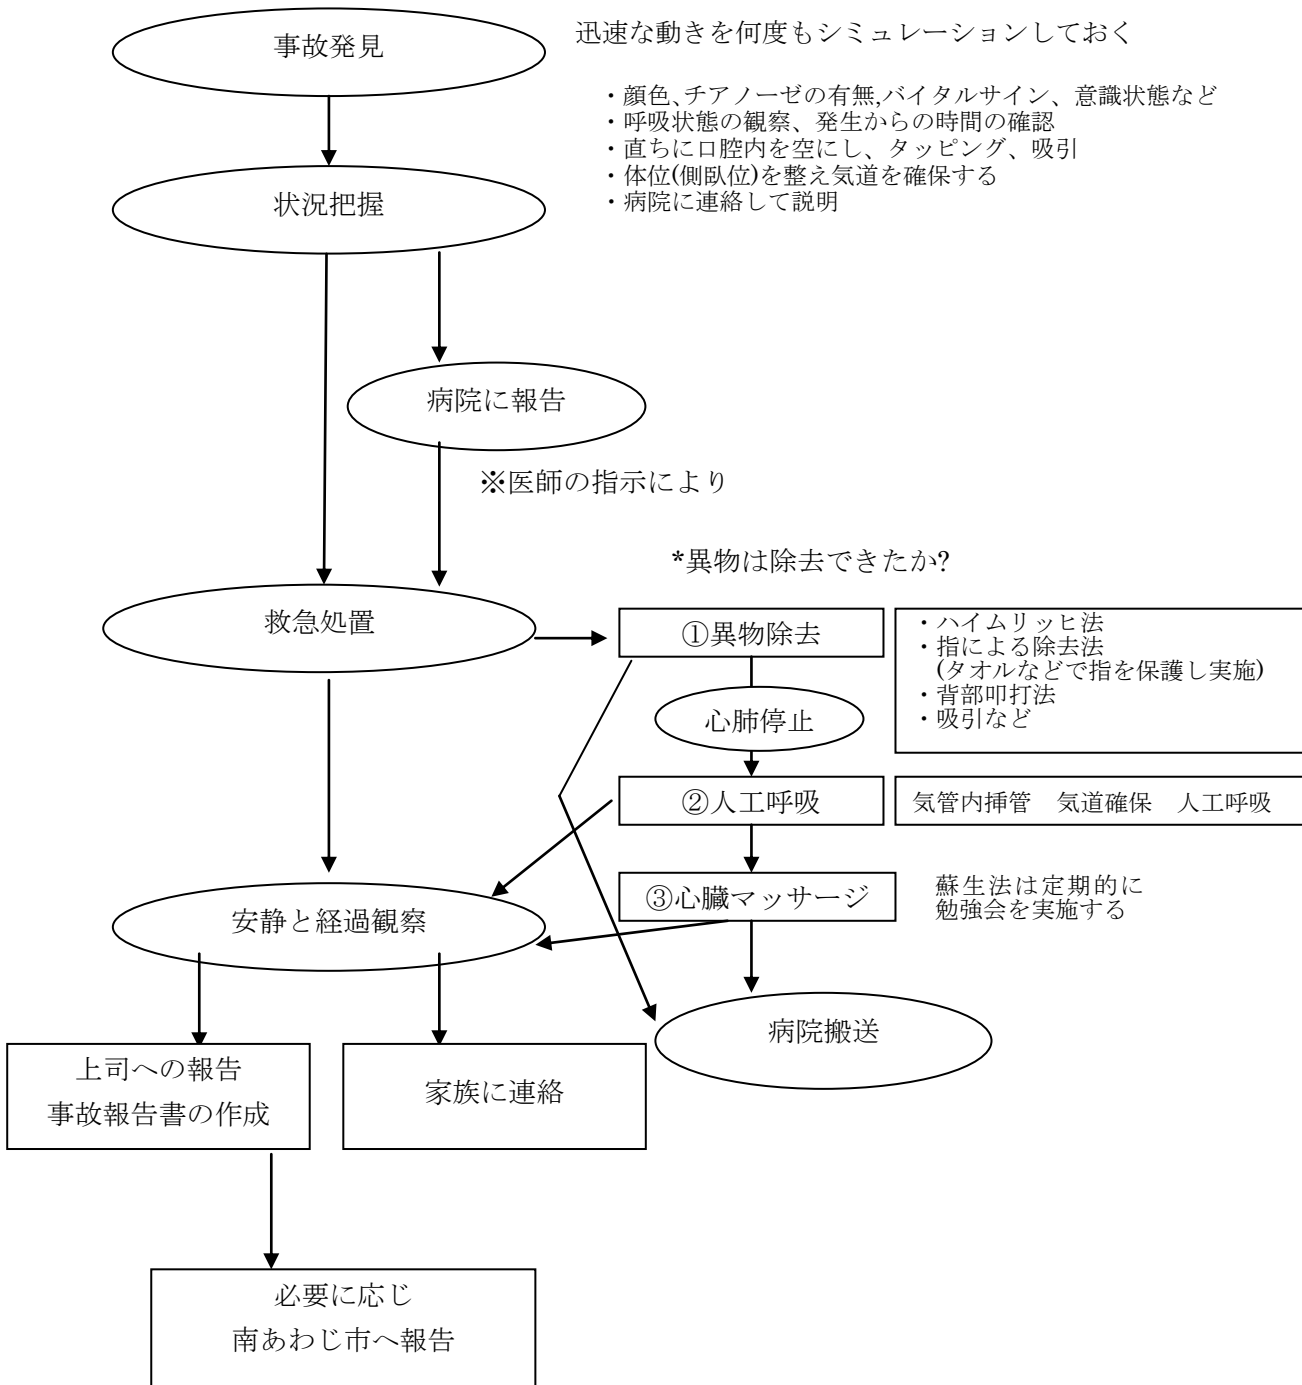 事故発見
迅速な動きを何度もシミュレーションしておく
・顔色、チアノーゼの有無,バイタルサイン、意識状態など
・呼吸状態の観察、発生からの時間の確認
・直ちに口腔内を空にし、タッピング、吸引
・体位(側臥位)を整え気道を確保する
・病院に連絡して説明
状況把握
病院に報告
※医師の指示により
*異物は除去できたか?
救急処置
①異物除去
・ハイムリッヒ法
・指による除去法
(タオルなどで指を保護し実施)
・背部叩打法
・吸引など
心肺停止
②人工呼吸
気管内挿管 気道確保 人工呼吸
③心臓マッサージ
蘇生法は定期的に
勉強会を実施する
安静と経過観察
病院搬送
上司への報告
事故報告書の作成
家族に連絡
必要に応じ
南あわじ市へ報告